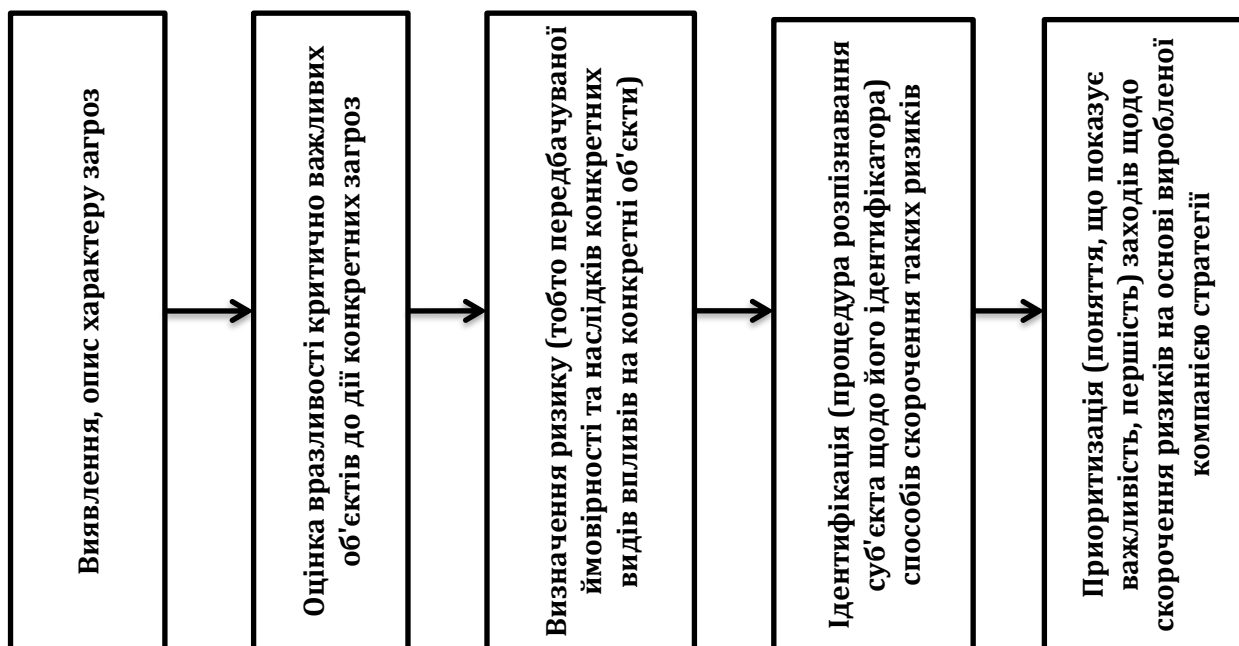 Виявлення, опис характеру загроз
Оцінка вразливості критично важливих
об'єктів до дії конкретних загроз
Визначення ризику (тобто передбачуваної
ймовірності та наслідків конкретних
видів впливів на конкретні об'єкти)
Ідентифікація (процедура розпізнавання
суб'єкта щодо його ідентифікатора)
способів скорочення таких ризиків
Приоритизація (поняття, що показує
важливість, першість) заходів щодо
скорочення ризиків на основі виробленої
компанією стратегії